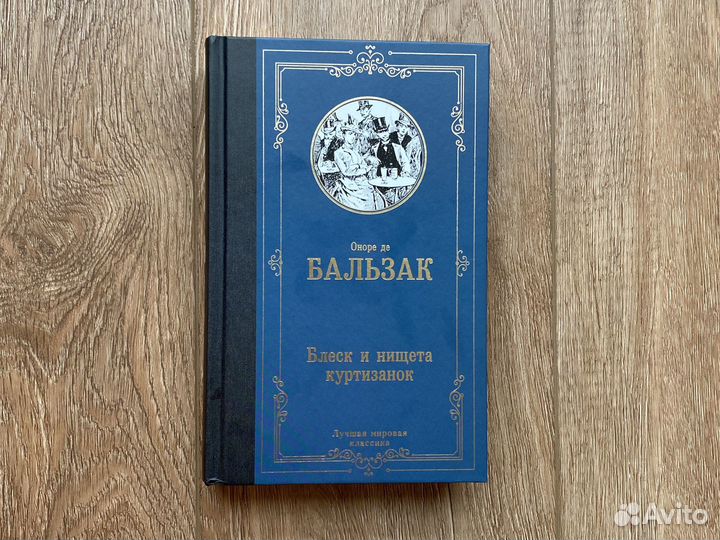 Оноре де
БАЛЬЗАК
Блеск и нищета
куртизанок
Лучшая мировая
классика
Avito